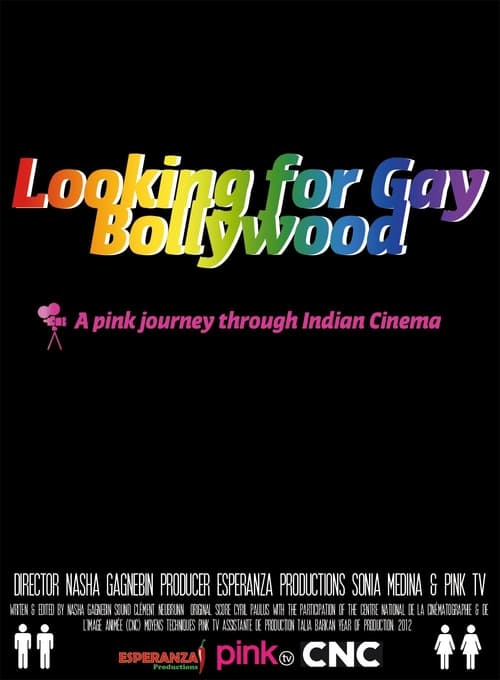 Looking for Gay
Bollywood
A pink journey through Indian Cinema
DIRECTOR NASHA GAGNEBIN PRODUCER ESPERANZA PRODUCTIONS SONIA MEDINA & PINK TV
WRITEN & EDITED BY NASHA GAGNEBIN SOUND CLÉMENT NEUBRUNN ORIGINAL SCORE CYRIL PAULUS WITH THE PARTICIPATION OF THE CENTRE NATIONAL DE LA CINÉMATOGRAPHIE & DE
L'IMAGE ANIMÉE (CNC) MOYENS TECHNIQUES PINK TV ASSISTANTE DE PRODUCTION TALIA BARKAN YEAR OF PRODUCTION 2012
ESPERANZA
Productions
pink tv
CNC